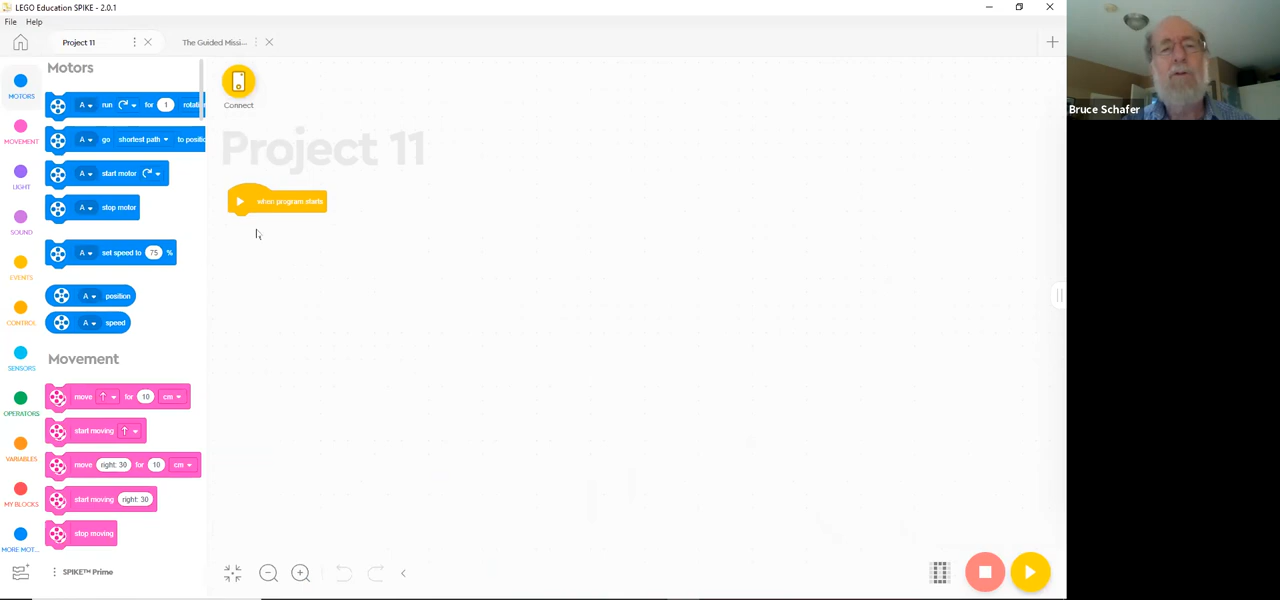 LEGO Education SPIKE - 2.0.1
File Help
Project 11
The Guided Missi...
Motors
Connect
Project 11
when program starts
MOTORS
MOVEMENT
LIGHT
SOUND
EVENTS
CONTROL
SENSORS
OPERATORS
VARIABLES
MY BLOCKS
MORE MOT...
A run for 1
A go shortest path to
A start motor
A stop motor
A set speed to 75 %
A position
A speed
Movement
move for 10 cm
start moving
move right: 30 for 10 cm
start moving right: 30
stop moving
SPIKE™ Prime
Bruce Schafer